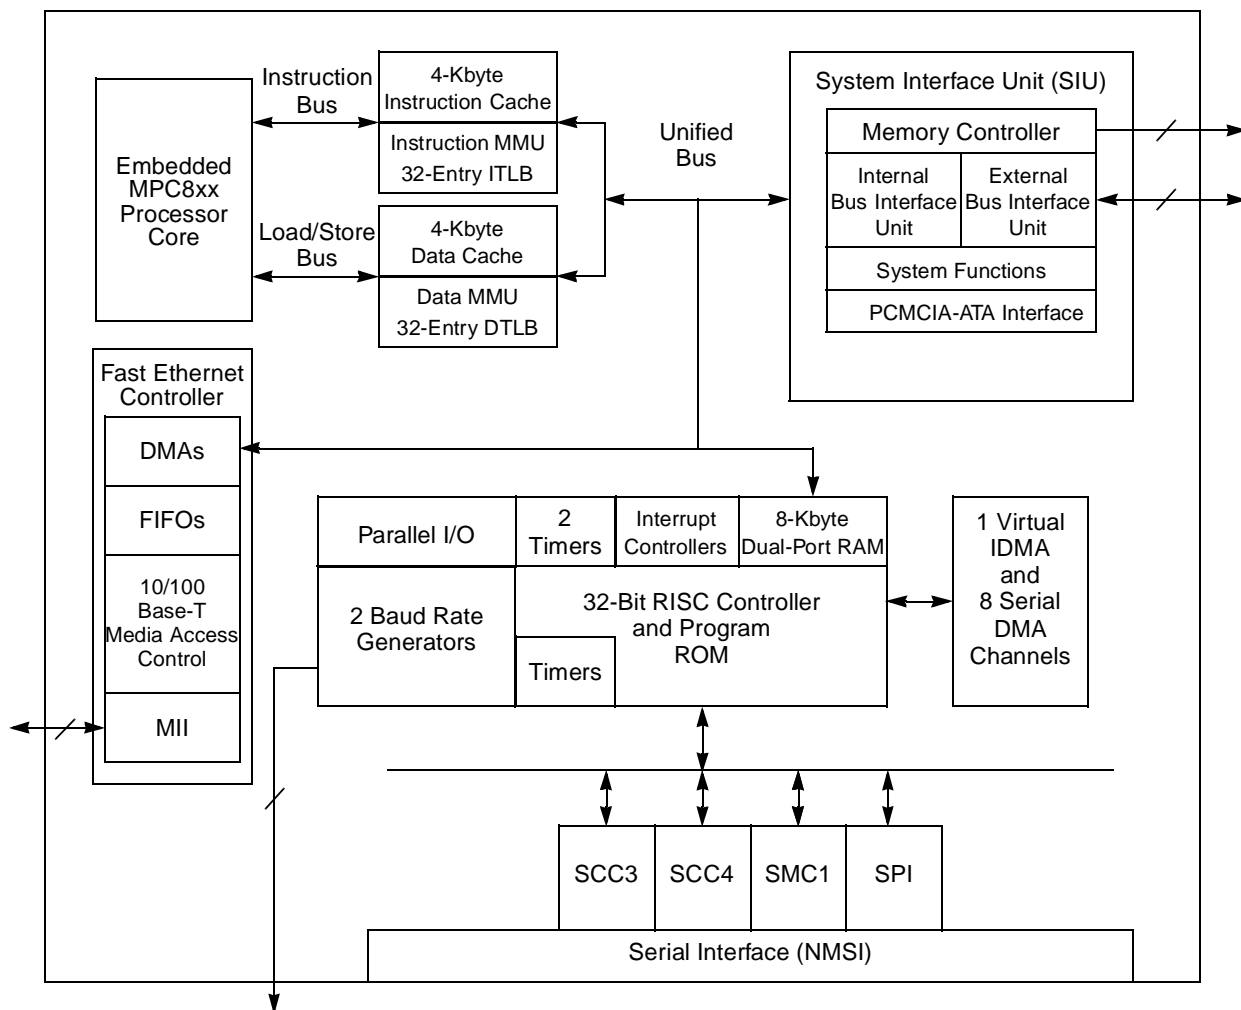 Embedded
MPC8xx
Processor
Core
Instruction
Bus
Load/Store
Bus
4-Kbyte
Instruction Cache
Instruction MMU
32-Entry ITLB
4-Kbyte
Data Cache
Data MMU
32-Entry DTLB
Unified
Bus
System Interface Unit (SIU)
Memory Controller
Internal
Bus Interface
Unit
External
Bus Interface
Unit
System Functions
PCMCIA-ATA Interface
Fast Ethernet
Controller
DMAs
FIFOs
10/100
Base-T
Media Access
Control
MII
Parallel I/O
2
Timers
Interrupt
Controllers
8-Kbyte
Dual-Port RAM
2 Baud Rate
Generators
32-Bit RISC Controller
and Program
ROM
Timers
1 Virtual
IDMA
and
8 Serial
DMA
Channels
SCC3
SCC4
SMC1
SPI
Serial Interface (NMSI)